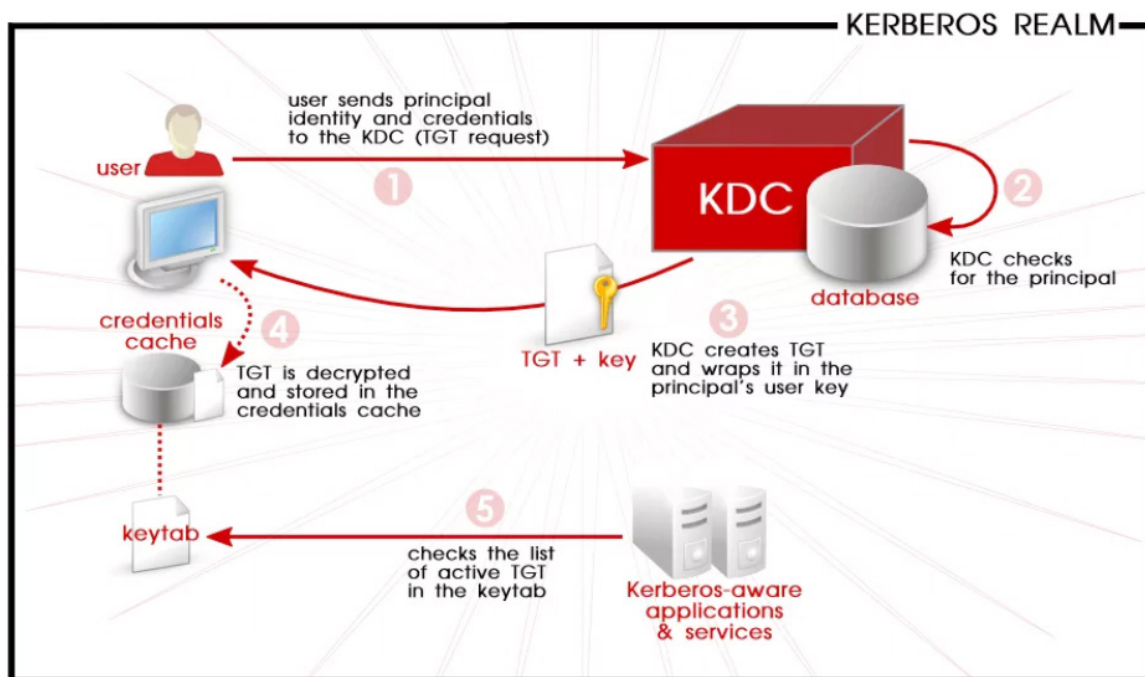 KERBEROS REALM
user sends principal
identity and credentials
to the KDC (TGT request)
user
1
KDC
2
KDC checks
for the principal
database
3
TGT + key
KDC creates TGT
and wraps it in the
principal's user key
credentials
cache
4
TGT is decrypted
and stored in the
credentials cache
keytab
5
checks the list
of active TGT
in the keytab
Kerberos-aware
applications
& services